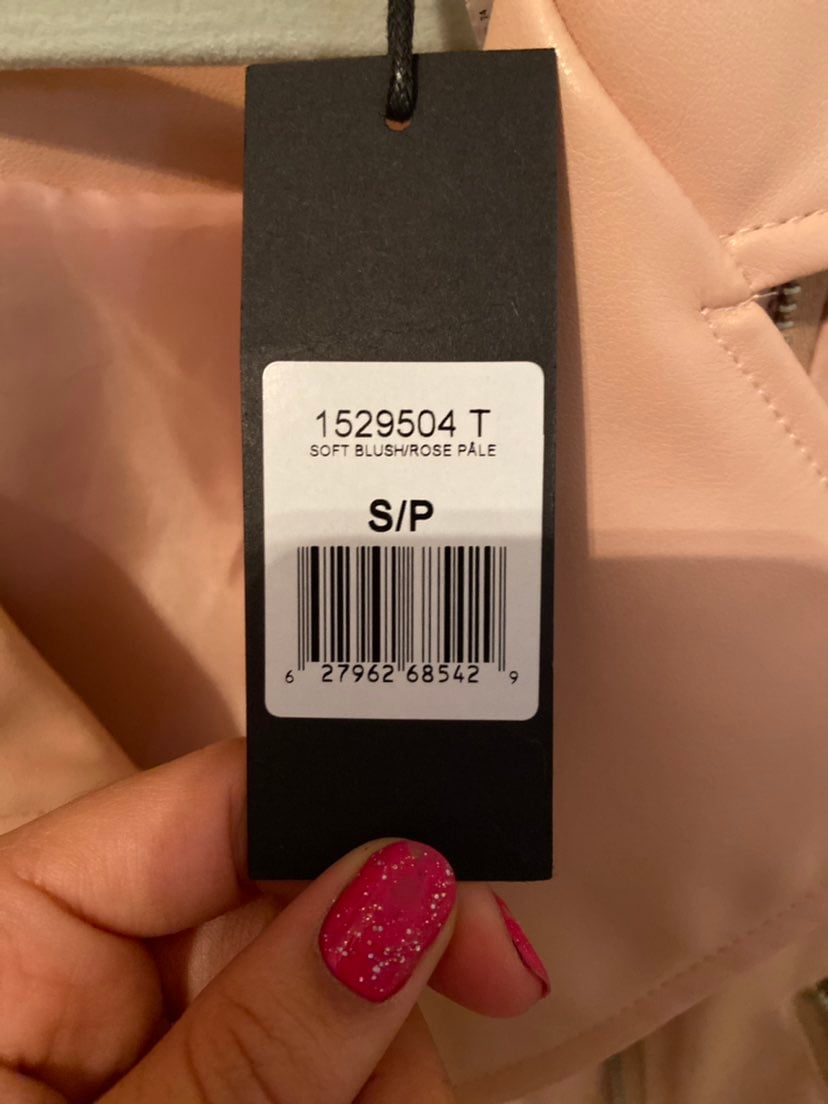 1529504 T
SOFT BLUSH/ROSE PÂLE
S/P
6 27962 68542 9